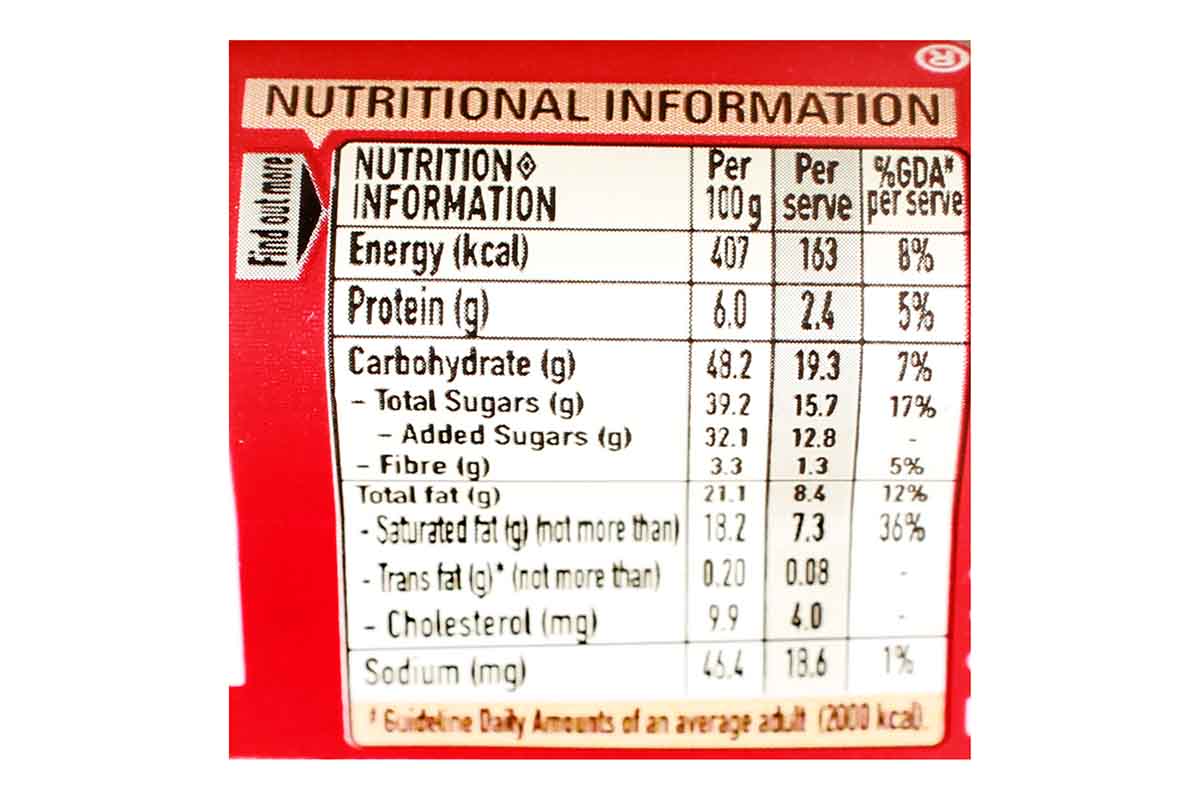 ®
NUTRITIONAL INFORMATION
Find out more
NUTRITION INFORMATION Per 100g Per serve %GDA# per serve
Energy (kcal) 407 163 8%
Protein (g) 6.0 2.4 5%
Carbohydrate (g) 48.2 19.3 7%
- Total Sugars (g) 39.2 15.7 17%
- Added Sugars (g) 32.1 12.8 -
- Fibre (g) 3.3 1.3 5%
Total fat (g) 21.1 8.4 12%
- Saturated fat (g) (not more than) 18.2 7.3 36%
- Trans fat (g)* (not more than) 0.20 0.08 -
- Cholesterol (mg) 9.9 4.0 -
Sodium (mg) 46.4 18.6 1%
# Guideline Daily Amounts of an average adult (2000 kcal).